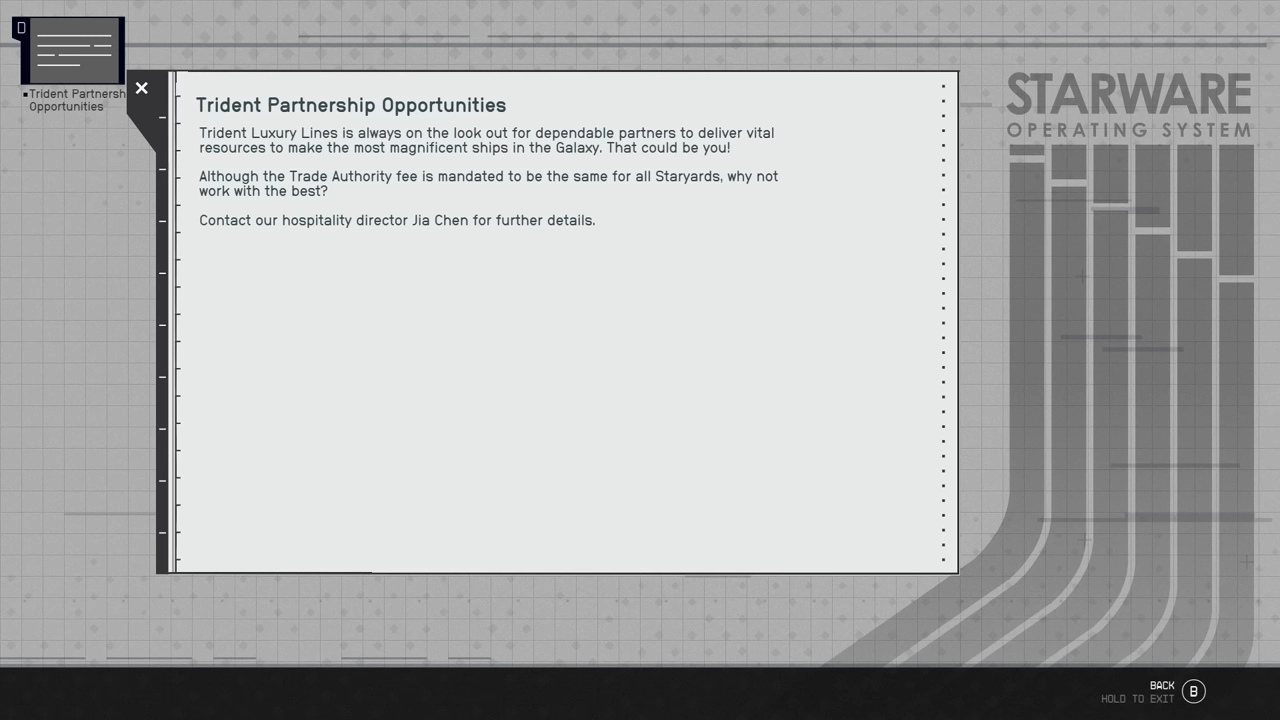 D
Trident Partnersh
Opportunities
Trident Partnership Opportunities
Trident Luxury Lines is always on the look out for dependable partners to deliver vital
resources to make the most magnificent ships in the Galaxy. That could be you!
Although the Trade Authority fee is mandated to be the same for all Staryards, why not
work with the best?
Contact our hospitality director Jia Chen for further details.
STARWARE
OPERATING SYSTEM
BACK
HOLD TO EXIT
B